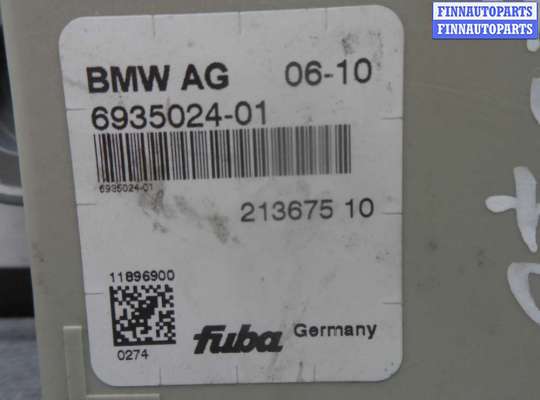 FINNAUTOPARTS
FINNAUTOPARTS
BMW AG 06-10
6935024-01
6935024-01
213675 10
11896900
0274
fuba Germany